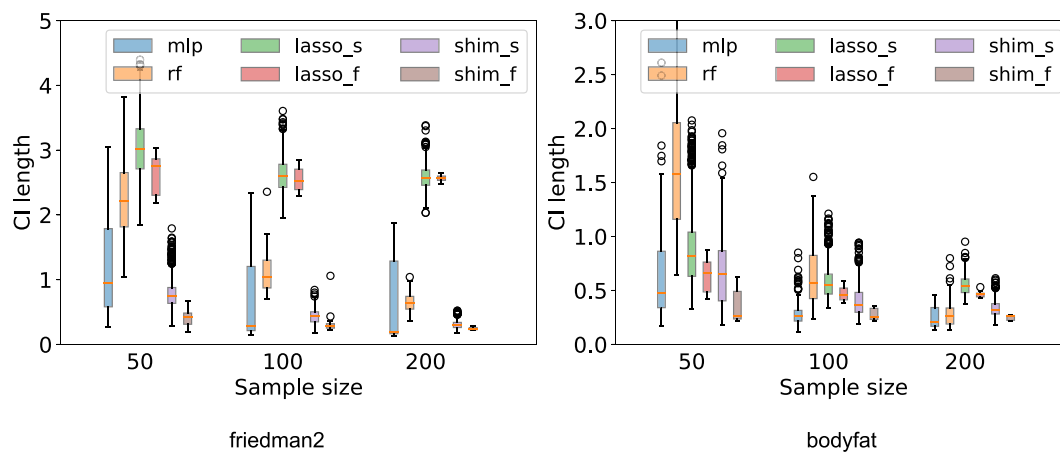 5
4
3
2
1
0
CI length
mlp
rf
lasso_s
lasso_f
shim_s
shim_f
50
100
200
Sample size
friedman2
3.0
2.5
2.0
1.5
1.0
0.5
0.0
CI length
mlp
rf
lasso_s
lasso_f
shim_s
shim_f
50
100
200
Sample size
bodyfat